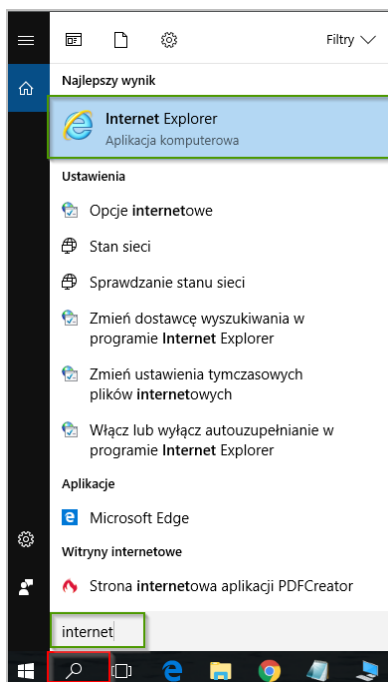 Filtry
Najlepszy wynik
Internet Explorer
Aplikacja komputerowa
Ustawienia
Opcje internetowe
Stan sieci
Sprawdzanie stanu sieci
Zmień dostawcę wyszukiwania w
programie Internet Explorer
Zmień ustawienia tymczasowych
plików internetowych
Włącz lub wyłącz autouzupełnianie w
programie Internet Explorer
Aplikacje
Microsoft Edge
Witryny internetowe
Strona internetowa aplikacji PDFCreator
internet